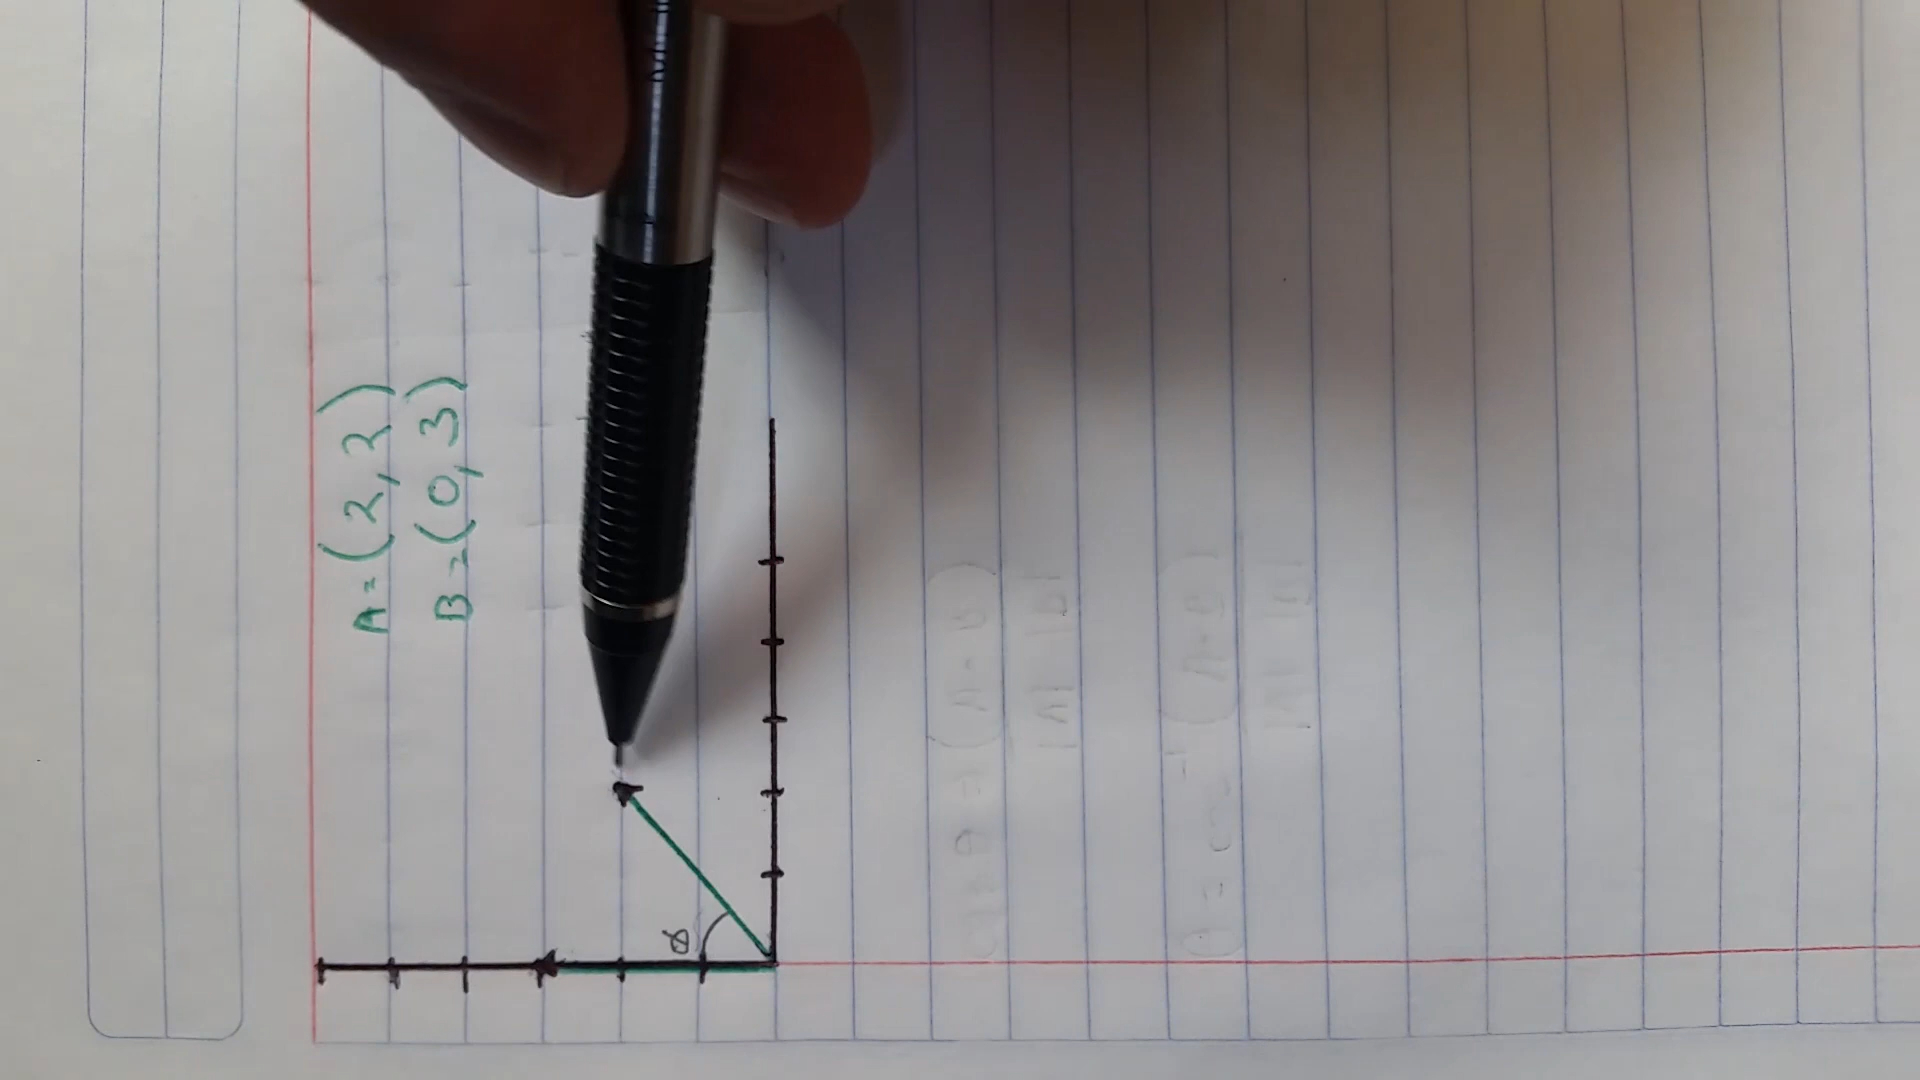 A = (2, 2)
B = (0, 3)
θ